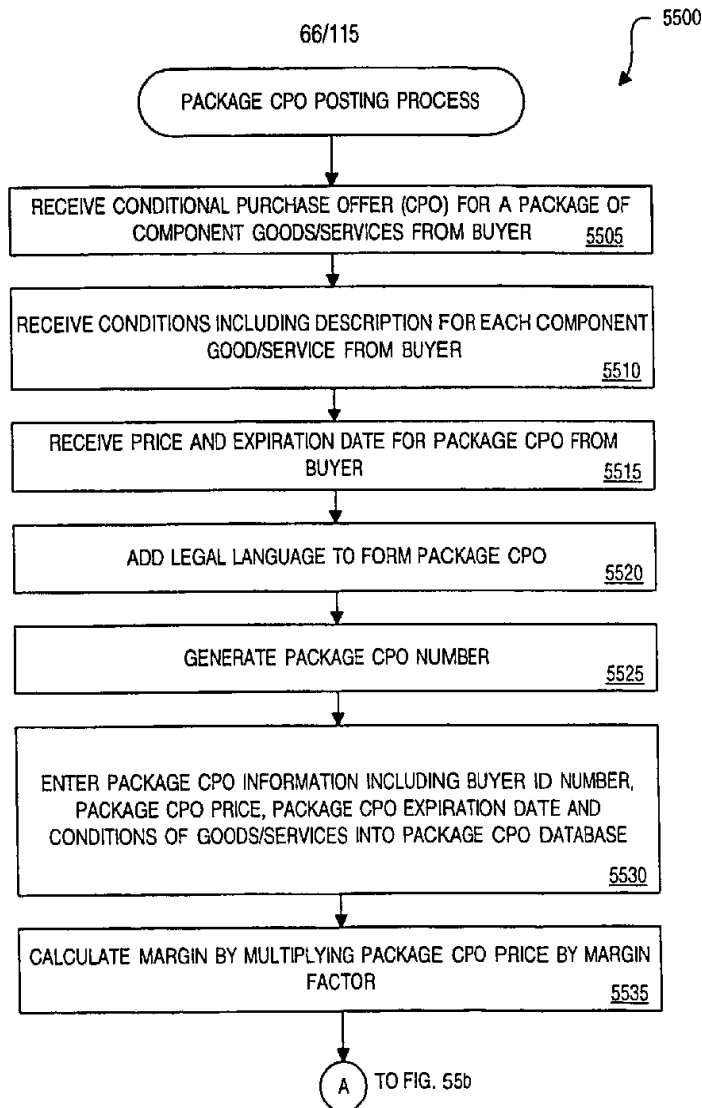 5500
66/115
PACKAGE CPO POSTING PROCESS
RECEIVE CONDITIONAL PURCHASE OFFER (CPO) FOR A PACKAGE OF
COMPONENT GOODS/SERVICES FROM BUYER 5505
RECEIVE CONDITIONS INCLUDING DESCRIPTION FOR EACH COMPONENT
GOOD/SERVICE FROM BUYER
5510
RECEIVE PRICE AND EXPIRATION DATE FOR PACKAGE CPO FROM
BUYER 5515
ADD LEGAL LANGUAGE TO FORM PACKAGE CPO 5520
GENERATE PACKAGE CPO NUMBER
5525
ENTER PACKAGE CPO INFORMATION INCLUDING BUYER ID NUMBER,
PACKAGE CPO PRICE, PACKAGE CPO EXPIRATION DATE AND
CONDITIONS OF GOODS/SERVICES INTO PACKAGE CPO DATABASE
5530
CALCULATE MARGIN BY MULTIPLYING PACKAGE CPO PRICE BY MARGIN
FACTOR 5535
A TO FIG. 55b